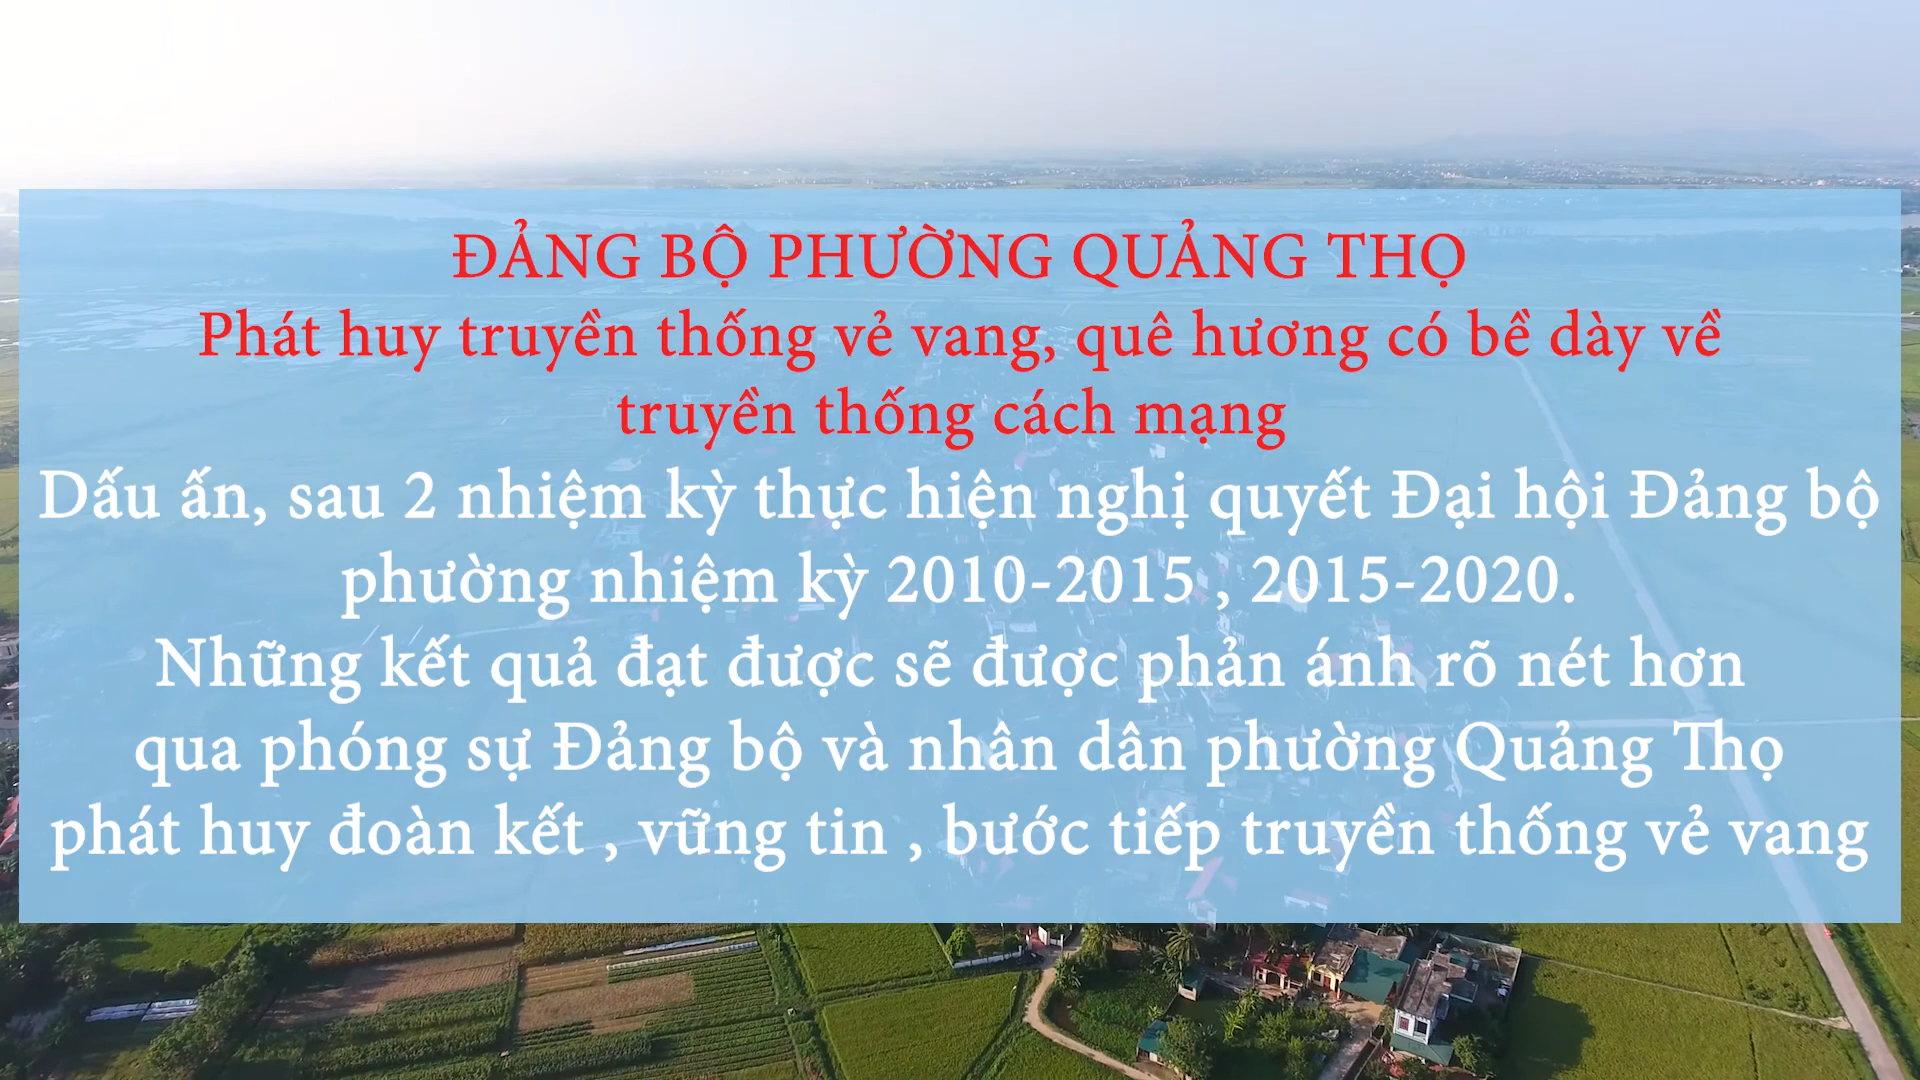 ĐẢNG BỘ PHƯỜNG QUẢNG THỌ
Phát huy truyền thống vẻ vang, quê hương có bề dày về
truyền thống cách mạng
Dấu ấn, sau 2 nhiệm kỳ thực hiện nghị quyết Đại hội Đảng bộ
phường nhiệm kỳ 2010-2015 , 2015-2020.
Những kết quả đạt được sẽ được phản ánh rõ nét hơn
qua phóng sự Đảng bộ và nhân dân phường Quảng Thọ
phát huy đoàn kết , vững tin , bước tiếp truyền thống vẻ vang